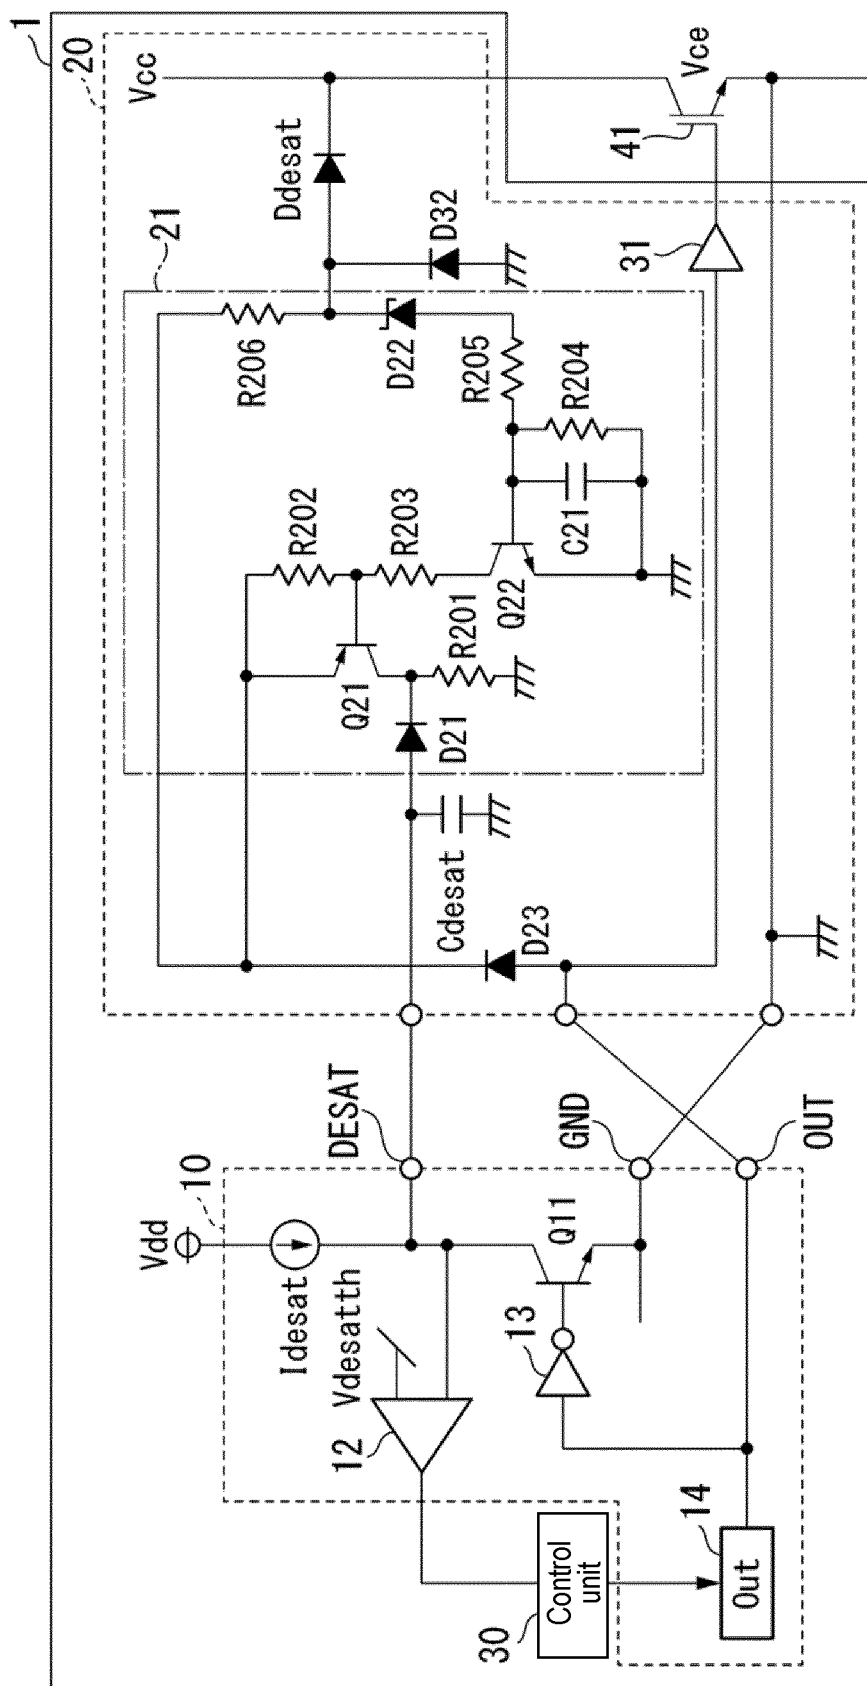 1
20
Vcc
Vce
41
Ddesat
D32
31
21
R206
D22
R205
R204
R202
R203
C21
Q22
Q21
R201
D21
Cdesat
D23
DESAT
GND
OUT
10
Vdd
Idesat
Vdesatth
Q11
13
12
14
Out
Control
unit
30